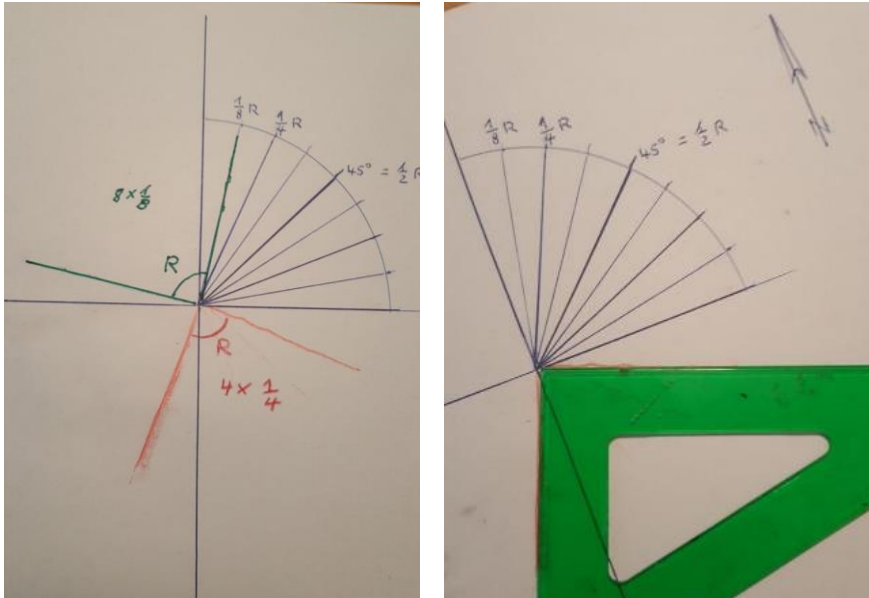 1/8 R
1/4 R
45° = 1/2 R
8 × 1/8
R
R
4 × 1/4
1/8 R
1/4 R
45° = 1/2 R